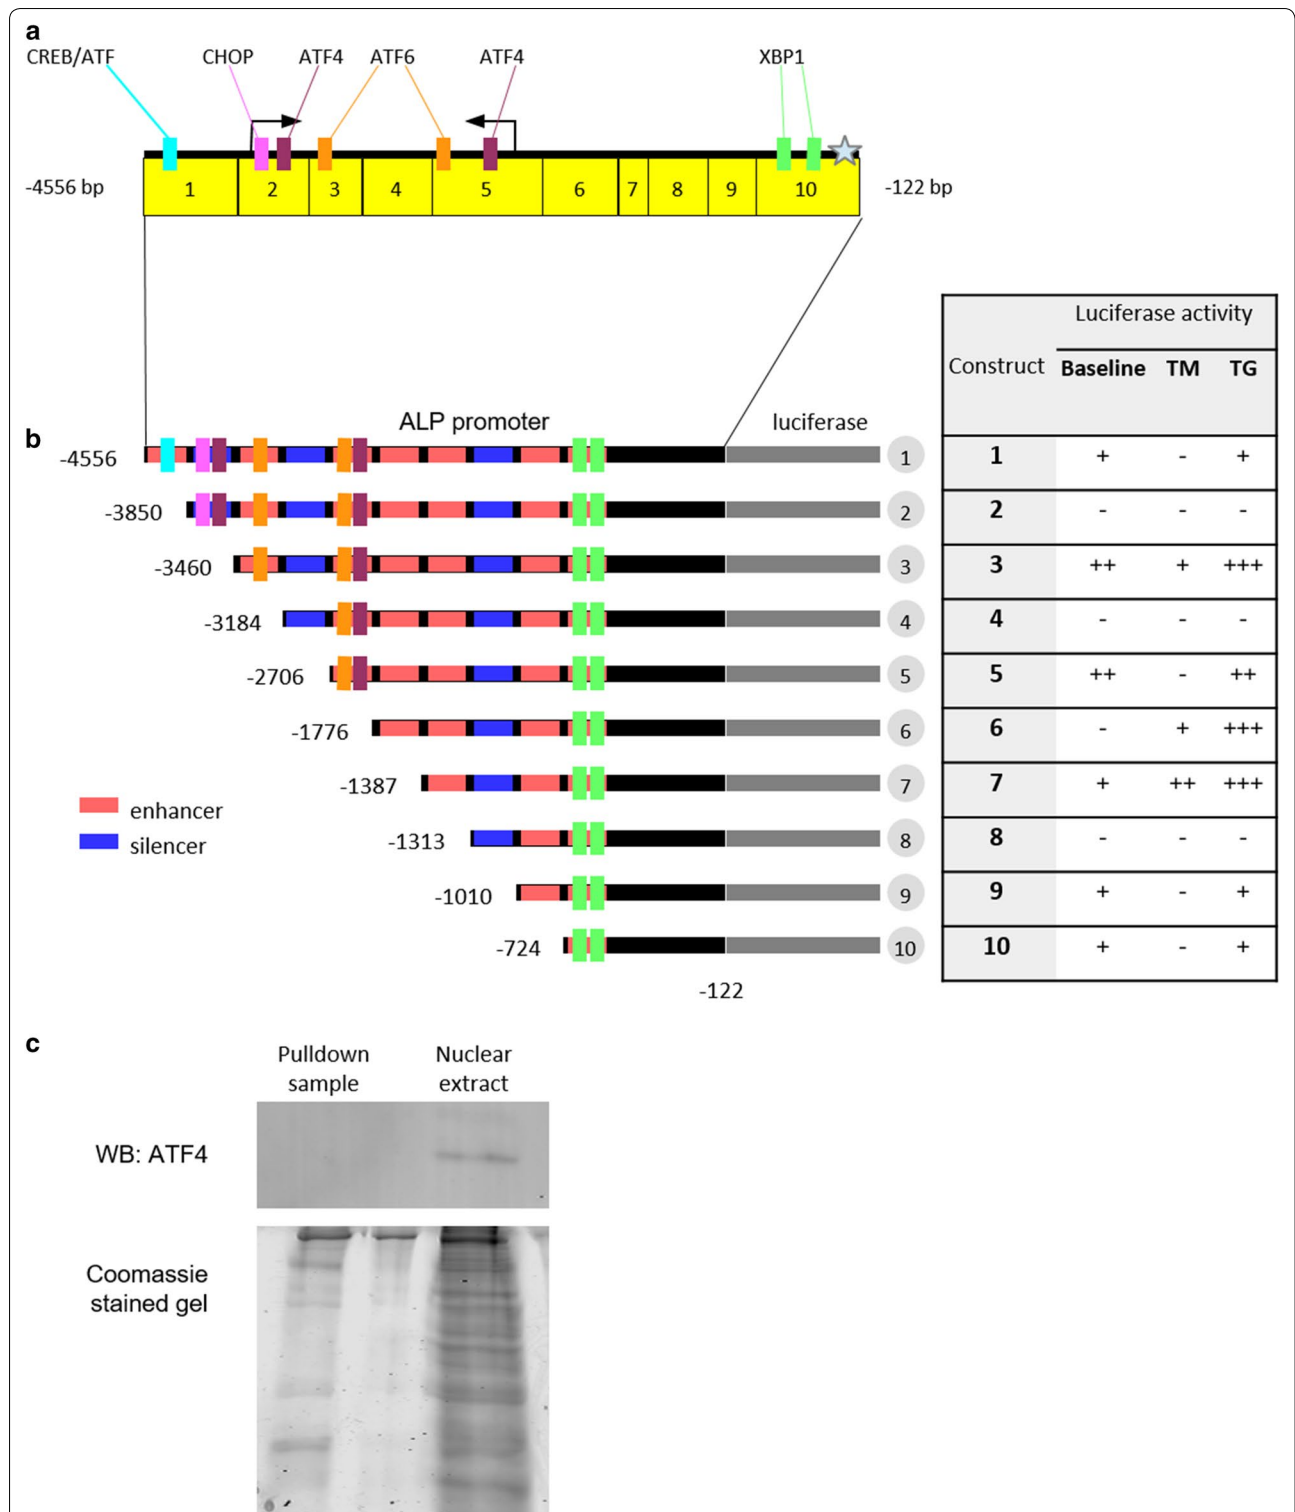 a
CREB/ATF CHOP ATF4 ATF6 ATF4 XBP1
-4556 bp 1 2 3 4 5 6 7 8 9 10 -122 bp
Luciferase activity
Construct Baseline TM TG
b
ALP promoter luciferase
-4556 1 1 + - +
-3850 2 2 - - -
-3460 3 3 ++ + +++
-3184 4 4 - - -
-2706 5 5 ++ - ++
-1776 6 6 - + +++
-1387 7 7 + ++ +++
enhancer
silencer
-1313 8 8 - - -
-1010 9 9 + - +
-724 10 10 + - +
-122
c
Pulldown sample
Nuclear extract
WB: ATF4
Coomassie
stained gel